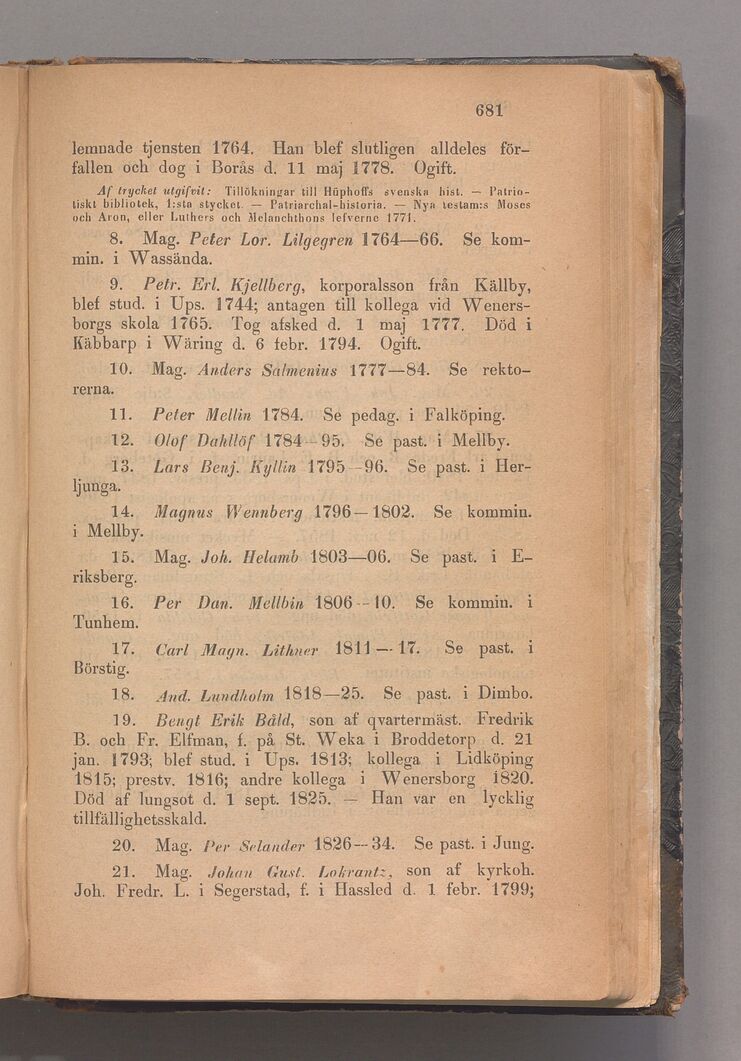 681
lemnade tjensten 1764. Han blef slutligen alldeles för-
fallen och dog i Borås d. 11 maj 1778. Ogift.
Af trycket utgifvit: Tillökningar till Hüphoffs svenska hist. — Patrio-
tiskt bibliotek, 1:sta stycket. — Patriarchal-historia. — Nya testam:s Moses
och Aron, eller Luthers och Melanchthons lefverne 1771.
8. Mag. Peter Lor. Lilgegren 1764—66. Se kom-
min. i Wassända.
9. Petr. Erl. Kjellberg, korporalsson från Källby,
blef stud. i Ups. 1744; antagen till kollega vid Weners-
borgs skola 1765. Tog afsked d. 1 maj 1777. Död i
Käbbarp i Wäring d. 6 febr. 1794. Ogift.
10. Mag. Anders Salmenius 1777—84. Se rekto-
rerna.
11. Peter Mellin 1784. Se pedag. i Falköping.
12. Olof Dahllöf 1784—95. Se past. i Mellby.
13. Lars Benj. Kyllin 1795—96. Se past. i Her-
ljunga.
14. Magnus Wennberg 1796—1802. Se kommin.
i Mellby.
15. Mag. Joh. Helamb 1803—06. Se past. i E-
riksberg.
16. Per Dan. Mellbin 1806—10. Se kommin. i
Tunhem.
17. Carl Magn. Lithner 1811—17. Se past. i
Börstig.
18. And. Lundholm 1818—25. Se past. i Dimbo.
19. Bengt Erik Båld, son af qvartermäst. Fredrik
B. och Fr. Elfman, f. på St. Weka i Broddetorp d. 21
jan. 1793; blef stud. i Ups. 1813; kollega i Lidköping
1815; prestv. 1816; andre kollega i Wenersborg 1820.
Död af lungsot d. 1 sept. 1825. — Han var en lycklig
tillfällighetsskald.
20. Mag. Per Selander 1826—34. Se past. i Jung.
21. Mag. Johan Gust. Lokrantz, son af kyrkoh.
Joh. Fredr. L. i Segerstad, f. i Hassled d. 1 febr. 1799;